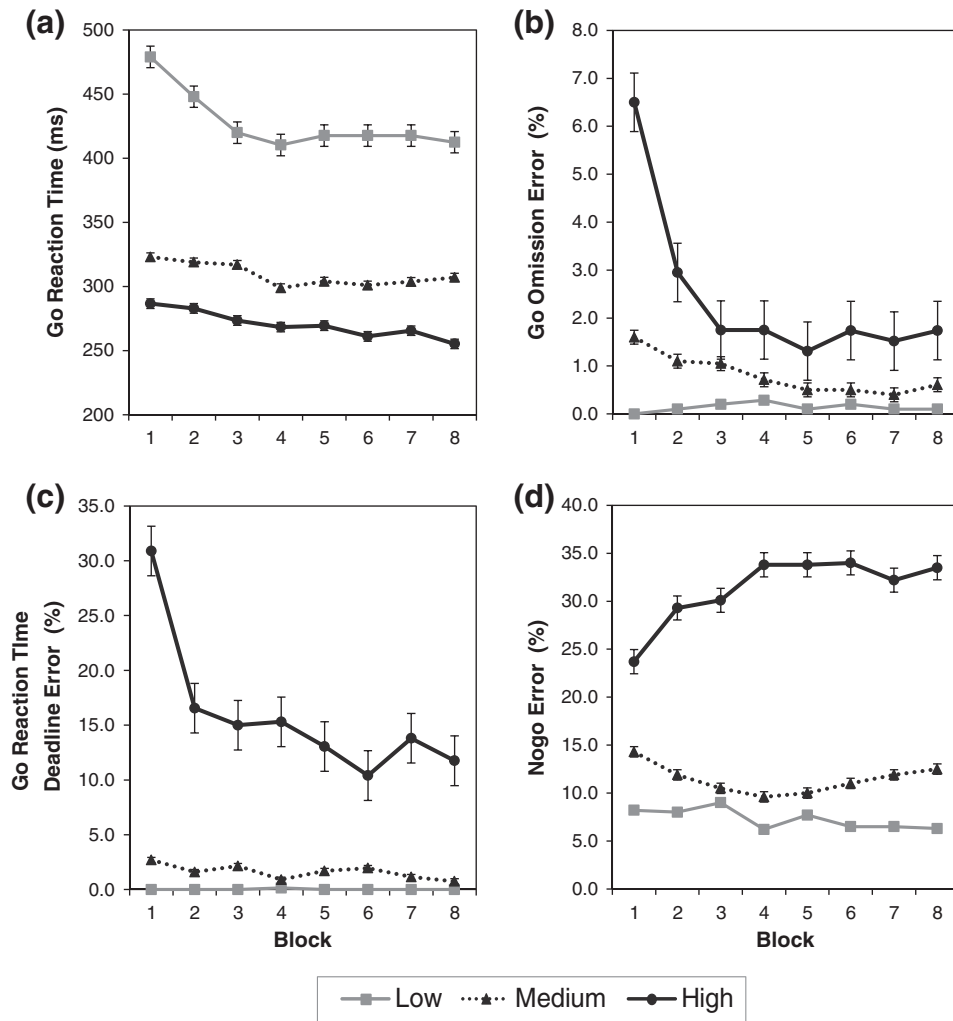 (a)
Go Reaction Time (ms)
500
450
400
350
300
250
200
1 2 3 4 5 6 7 8
(b)
Go Omission Error (%)
8.0
7.0
6.0
5.0
4.0
3.0
2.0
1.0
0.0
1 2 3 4 5 6 7 8
(c)
Go Reaction TIme
Deadline Error (%)
35.0
30.0
25.0
20.0
15.0
10.0
5.0
0.0
1 2 3 4 5 6 7 8
Block
(d)
Nogo Error (%)
40.0
35.0
30.0
25.0
20.0
15.0
10.0
5.0
0.0
1 2 3 4 5 6 7 8
Block
Low Medium High